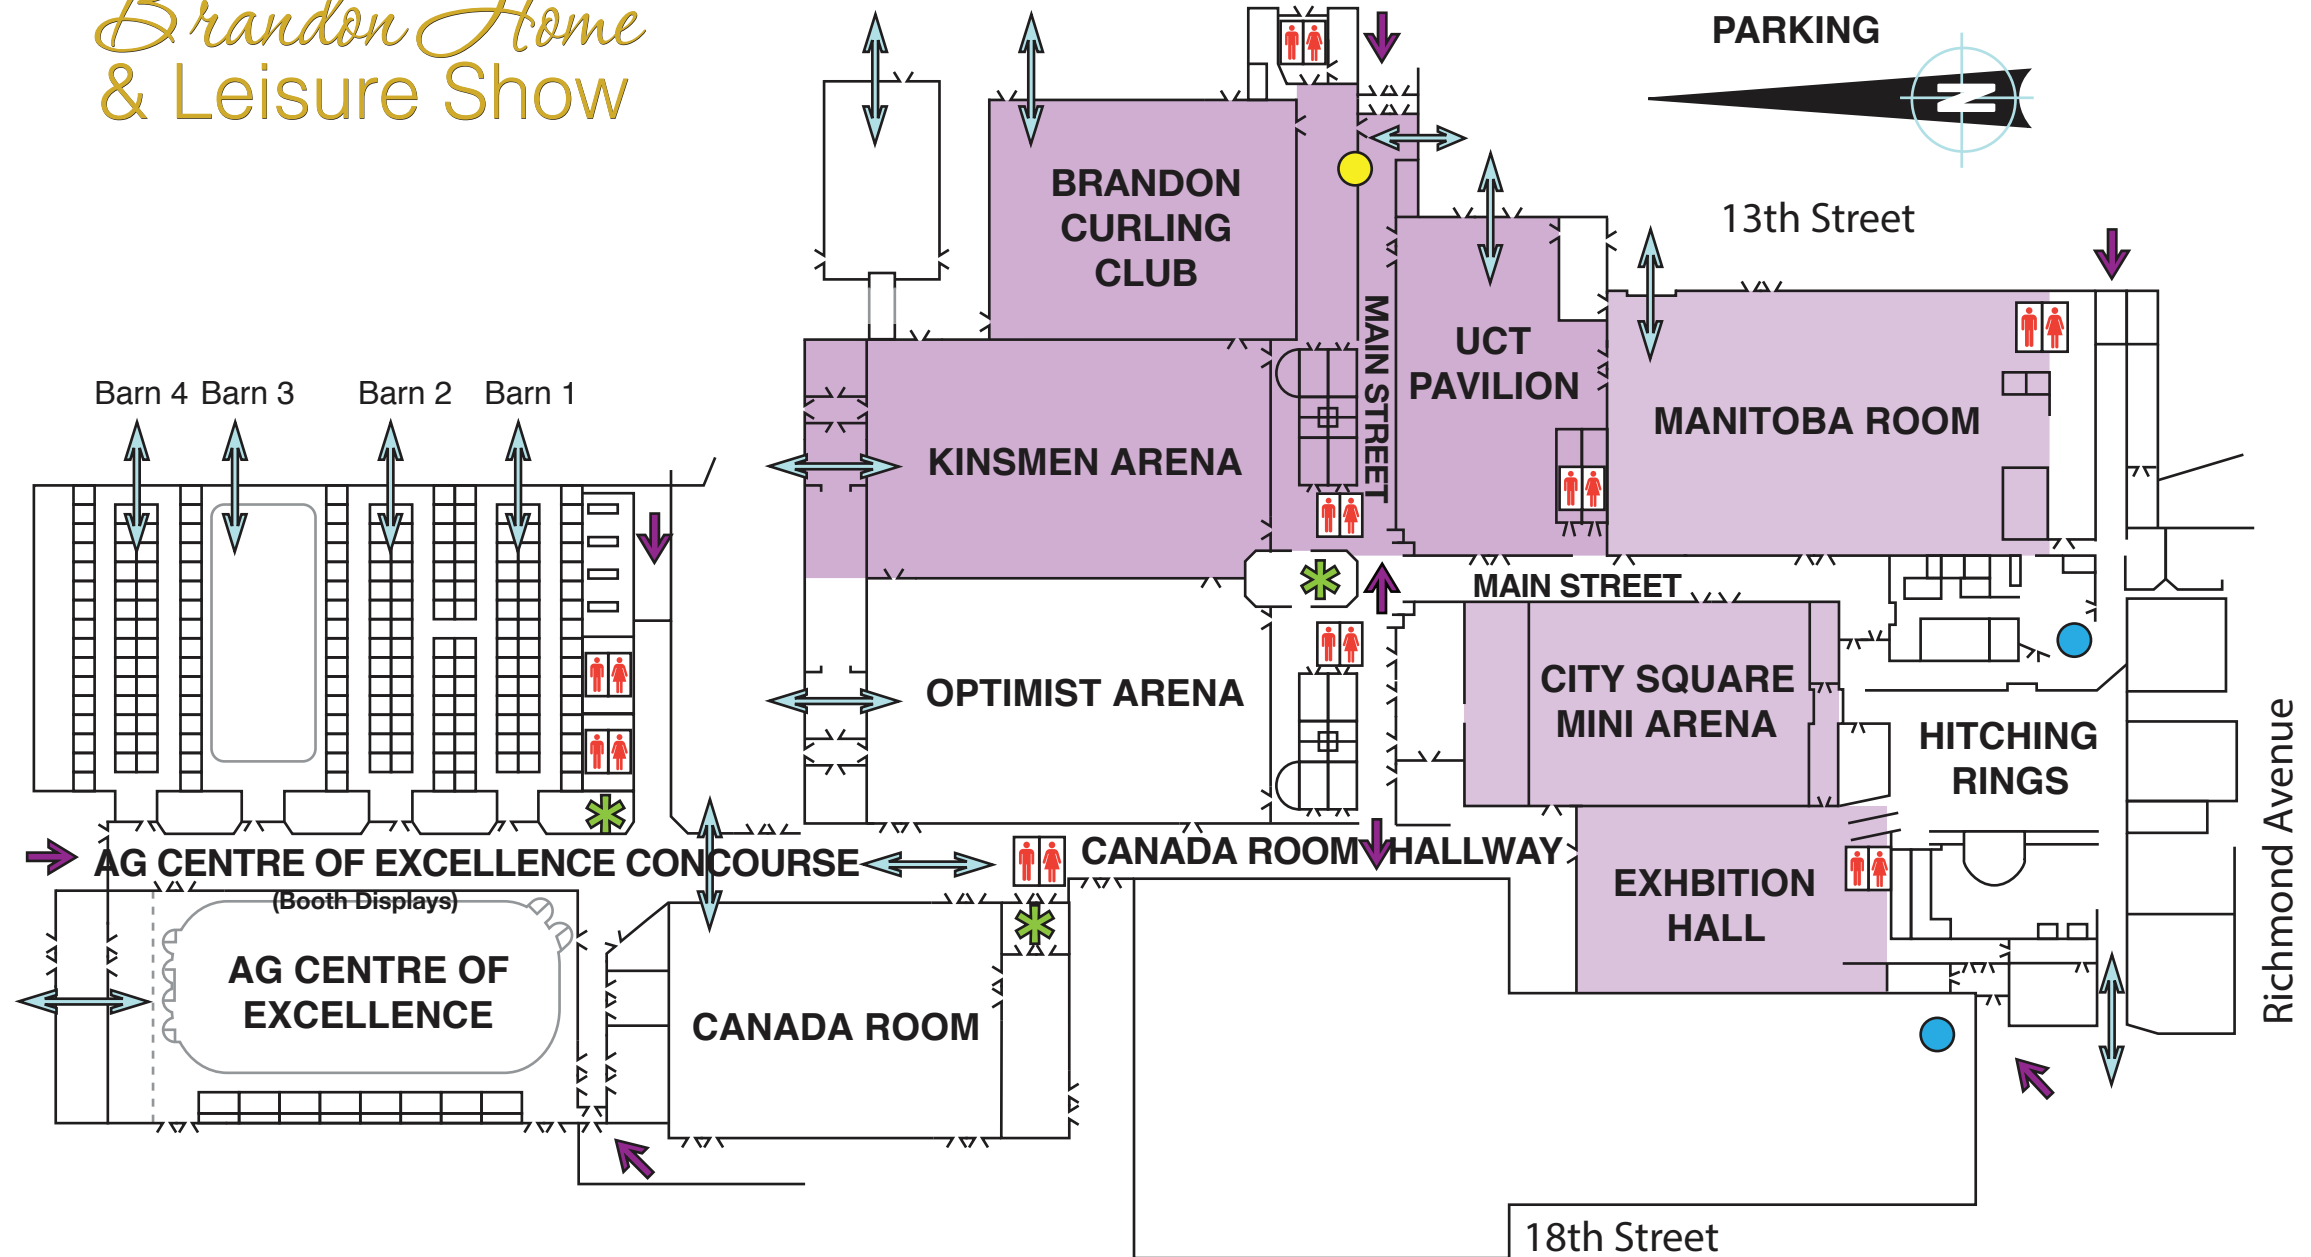 Brandon Home
& Leisure Show
PARKING
N
13th Street
BRANDON
CURLING
CLUB
MAIN STREET
UCT
PAVILION
MANITOBA ROOM
Barn 4
Barn 3
Barn 2
Barn 1
KINSMEN ARENA
MAIN STREET
OPTIMIST ARENA
CITY SQUARE
MINI ARENA
HITCHING
RINGS
Richmond Avenue
AG CENTRE OF EXCELLENCE CONCOURSE
(Booth Displays)
CANADA ROOM HALLWAY
EXHBITION
HALL
AG CENTRE OF
EXCELLENCE
CANADA ROOM
18th Street